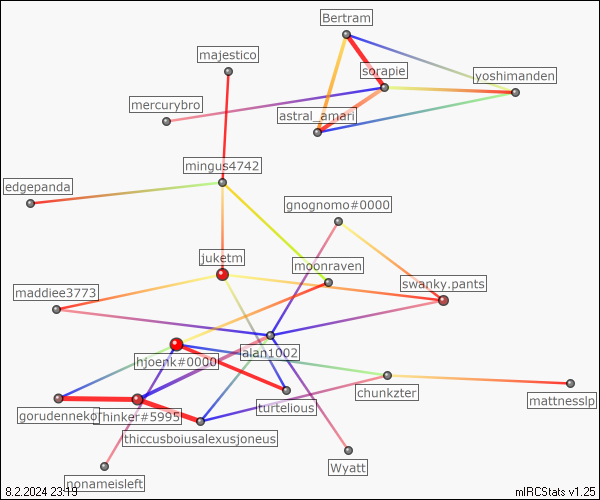 Bertram
majestico
sorapie
yoshimanden
mercurybro
astral_amari
mingus4742
edgepanda
gnognomo#0000
juketm
moonraven
swanky.pants
maddiee3773
alan1002
hjoenk#0000
chunkzter
turtelious
mattnesslp
gorudenneko
Thinker#5995
thiccusboiusalexusjoneus
Wyatt
nonameisleft
8.2.2024 23:19
mIRCStats v1.25